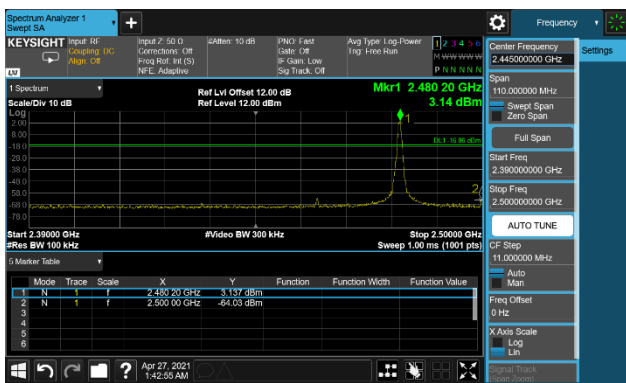 Spectrum Analyzer 1
Swept SA
+
Frequency
KEYSIGHT
Input: RF
Coupling: DC
Align: Off
Input Z: 50 Ω
Corrections: Off
Freq Ref: Int (S)
NFE: Adaptive
#Atten: 10 dB
PNO: Fast
Gate: Off
IF Gain: Low
Sig Track: Off
Avg Type: Log-Power
Trig: Free Run
1 2 3 4 5 6
M W W W W W
P N N N N N
LXI
1 Spectrum
Scale/Div 10 dB
Log
Ref Lvl Offset 12.00 dB
Ref Level 12.00 dBm
Mkr1 2.480 20 GHz
3.14 dBm
1
2.00
-8.00
-18.0
-28.0
-38.0
-48.0
-58.0
-68.0
-78.0
DL1 -16.86 dBm
2
Start 2.39000 GHz
#Res BW 100 kHz
#Video BW 300 kHz
Stop 2.50000 GHz
Sweep 1.00 ms (1001 pts)
5 Marker Table
Mode Trace Scale X Y Function Function Width Function Value
1 N 1 f 2.480 20 GHz 3.137 dBm
2 N 1 f 2.500 00 GHz -64.03 dBm
3
4
5
6
Center Frequency
2.445000000 GHz
Settings
Span
110.000000 MHz
Swept Span
Zero Span
Full Span
Start Freq
2.390000000 GHz
Stop Freq
2.500000000 GHz
AUTO TUNE
CF Step
11.000000 MHz
Auto
Man
Freq Offset
0 Hz
X Axis Scale
Log
Lin
Signal Track
(Span Zoom)
?
Apr 27, 2021
1:42:55 AM